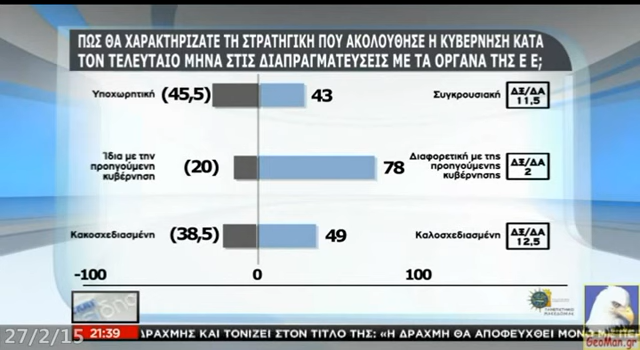 ΠΩΣ ΘΑ ΧΑΡΑΚΤΗΡΙΖΑΤΕ ΤΗ ΣΤΡΑΤΗΓΙΚΗ ΠΟΥ ΑΚΟΛΟΥΘΗΣΕ Η ΚΥΒΕΡΝΗΣΗ ΚΑΤΑ
ΤΟΝ ΤΕΛΕΥΤΑΙΟ ΜΗΝΑ ΣΤΙΣ ΔΙΑΠΡΑΓΜΑΤΕΥΣΕΙΣ ΜΕ ΤΑ ΟΡΓΑΝΑ ΤΗΣ Ε Ε;
Υποχωρητική (45,5) 43 Συγκρουσιακή ΔΞ/ΔΑ
11,5
Ίδια με την
προηγούμενη
κυβέρνηση
(20) 78
Διαφορετική με της
προηγούμενης
κυβέρνησης
ΔΞ/ΔΑ
2
Κακοσχεδιασμένη (38,5) 49 Καλοσχεδιασμένη ΔΞ/ΔΑ
12,5
-100 0 100
ΠΑΝΕΠΙΣΤΗΜΙΟ
ΜΑΚΕΔΟΝΙΑΣ
27/2/15 21:39 ΔΡΑΧΜΗΣ ΚΑΙ ΤΟΝΙΖΕΙ ΣΤΟΝ ΤΙΤΛΟ ΤΗΣ: «Η ΔΡΑΧΜΗ ΘΑ ΑΠΟΦΕΥΧΘΕΙ
GeoMan.gr